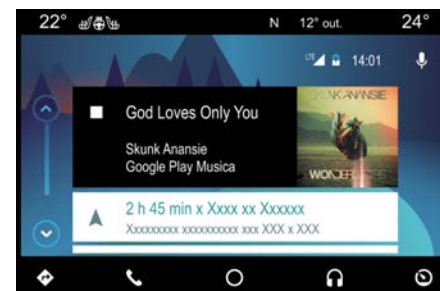 22° N 12° out. 24°
LTE 14:01
God Loves Only You
SKUNK ANANSIE
Skunk Anansie
Google Play Musica
2 h 45 min x Xxxx xx Xxxxxx
Xxxxxxxxx xxxxxxxxxx xxx XXX x XXX